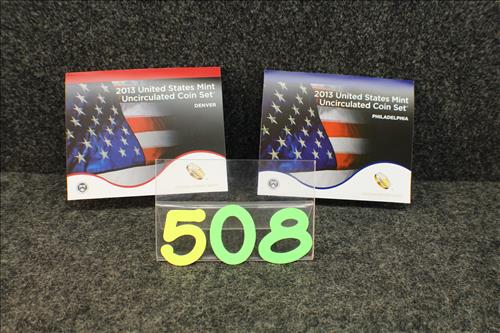 2013 United States Mint
Uncirculated Coin Set
DENVER
2013 United States Mint
Uncirculated Coin Set
PHILADELPHIA
508